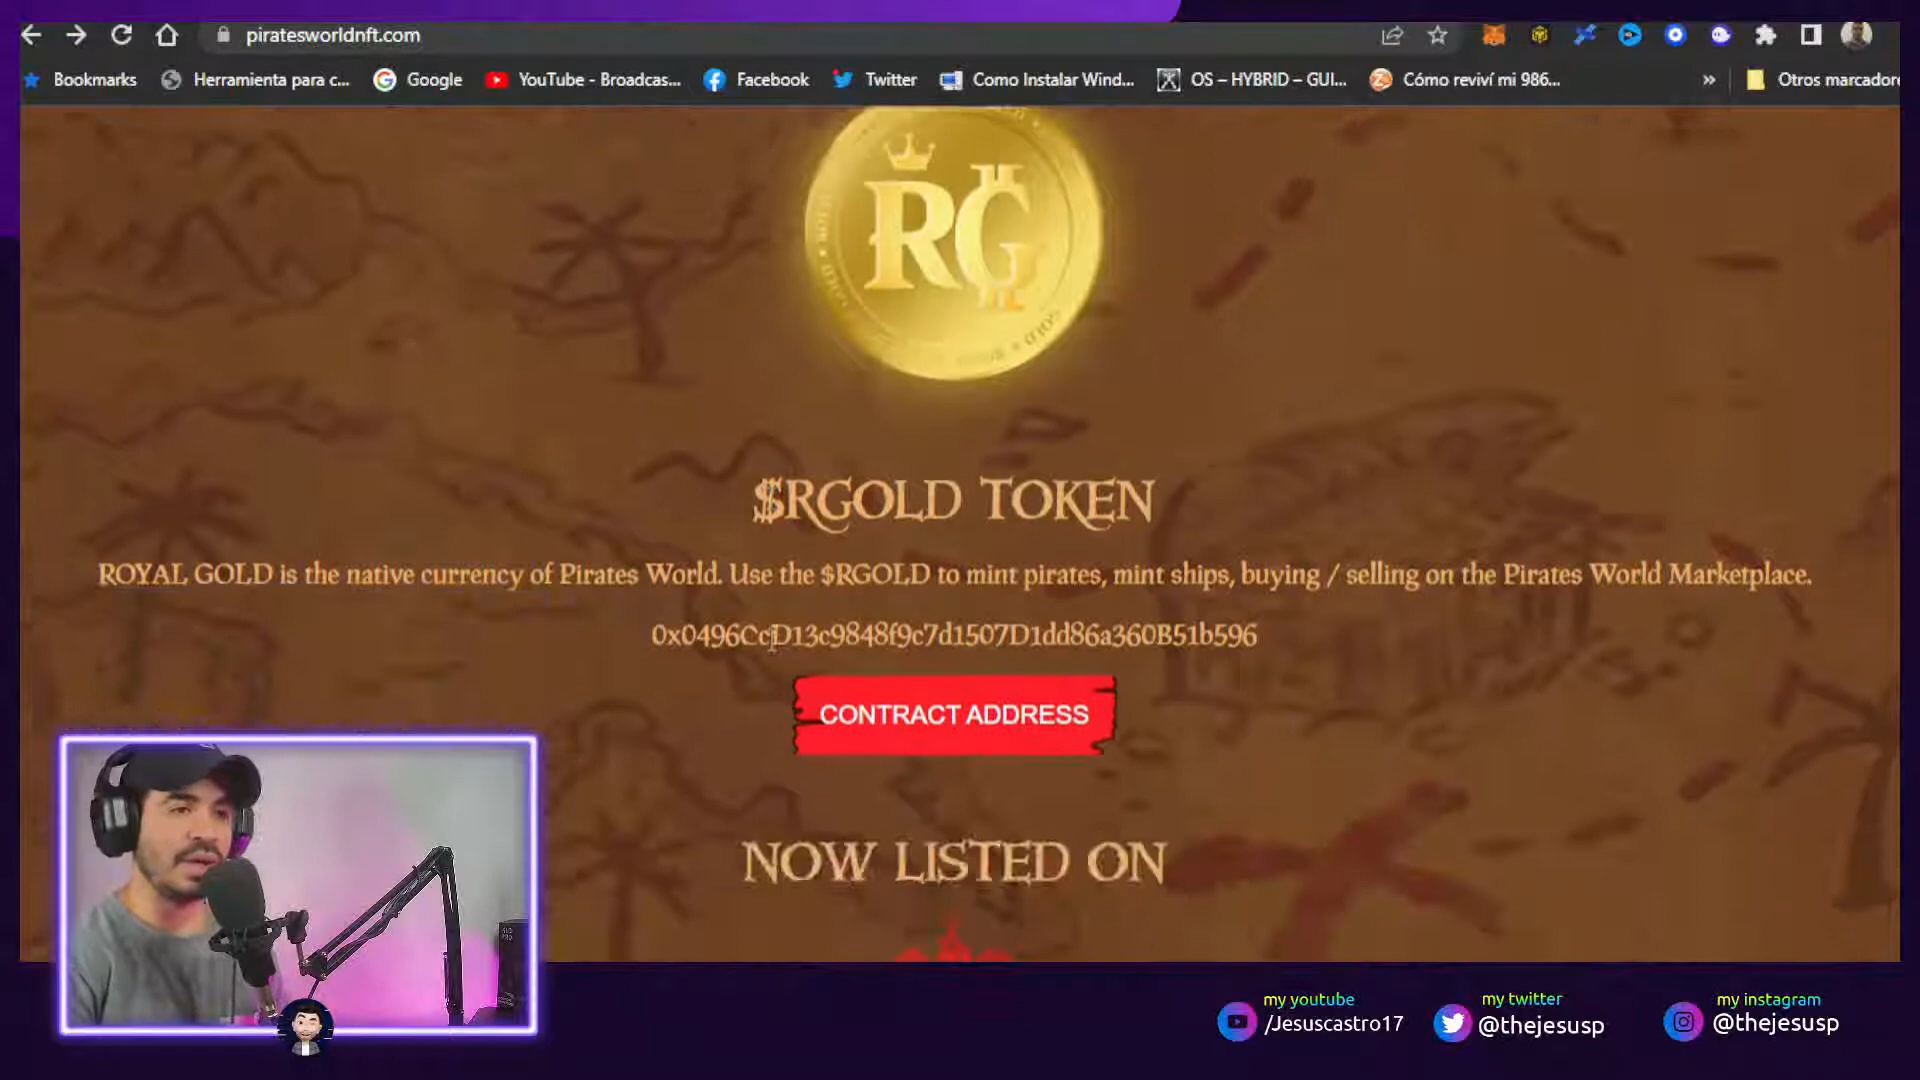 piratesworldnft.com
Bookmarks Herramienta para c... Google YouTube - Broadcas... Facebook Twitter Como Instalar Wind... OS – HYBRID – GUI... Cómo reviví mi 986... » Otros marcadore
RG
$RGOLD TOKEN
ROYAL GOLD is the native currency of Pirates World. Use the $RGOLD to mint pirates, mint ships, buying / selling on the Pirates World Marketplace.
0x0496CcD13c9848f9c7d1507D1dd86a360B51b596
CONTRACT ADDRESS
NOW LISTED ON
my youtube
/Jesuscastro17
my twitter
@thejesusp
my instagram
@thejesusp